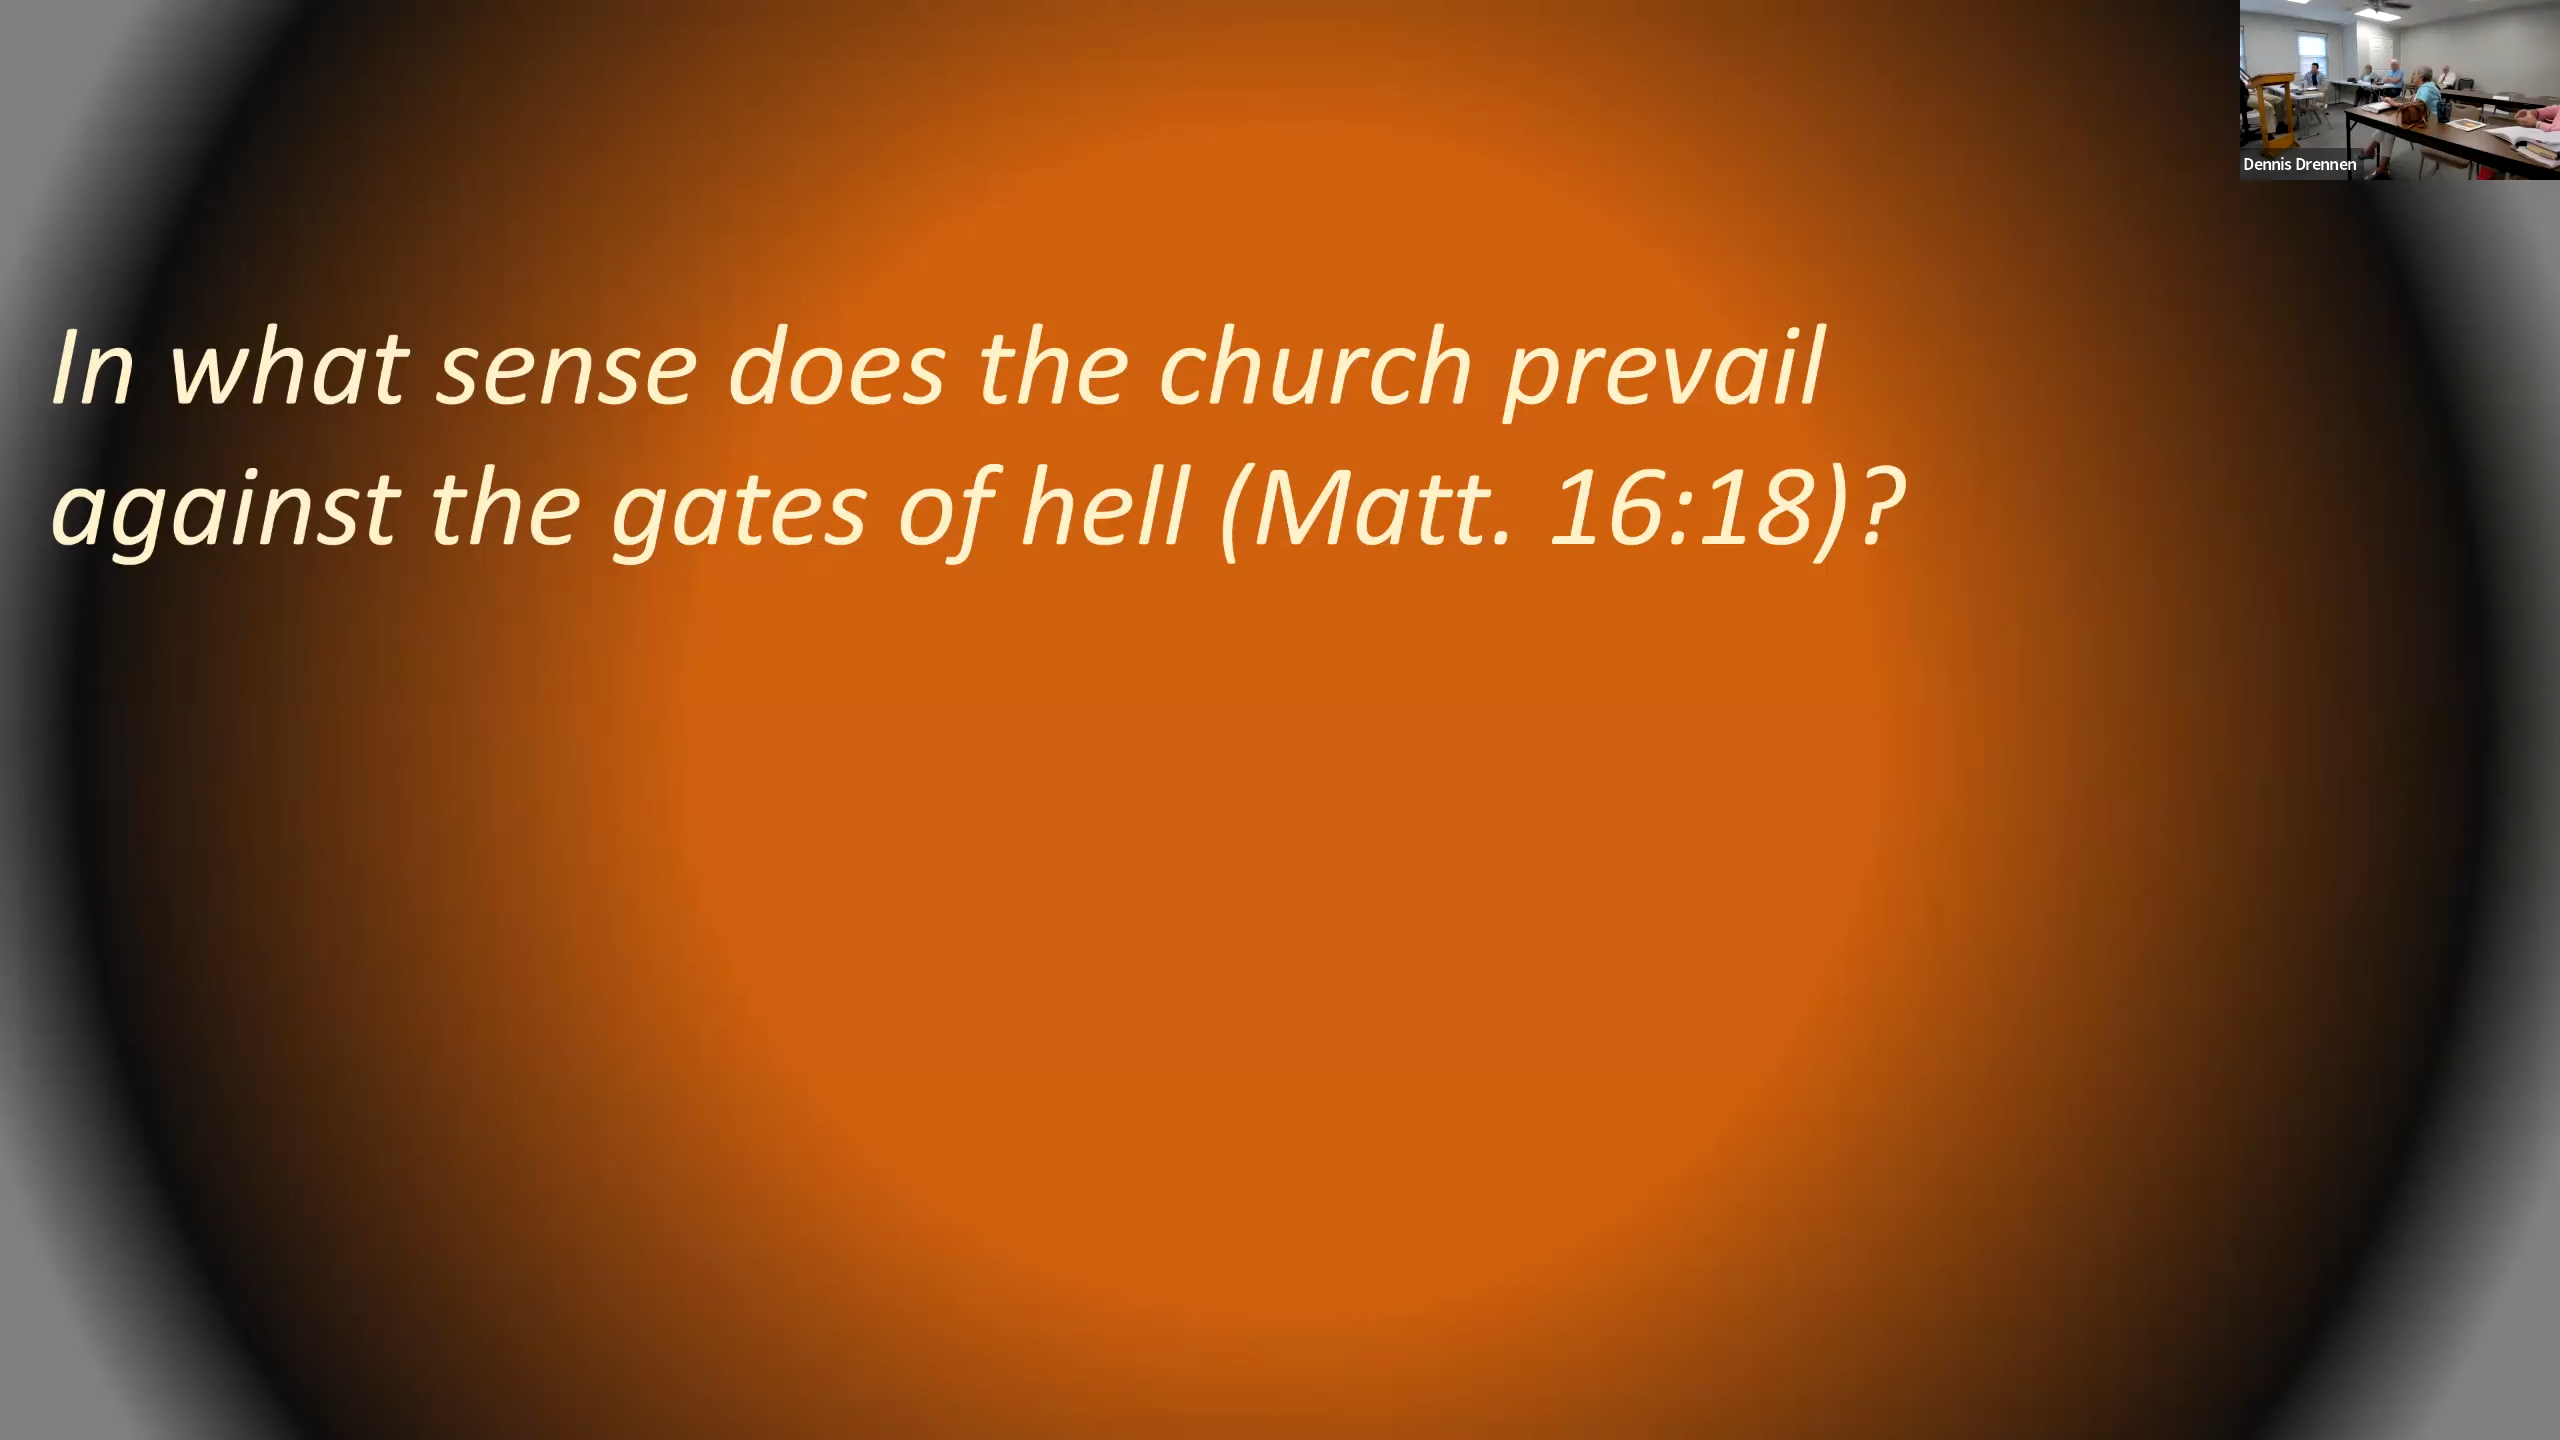 In what sense does the church prevail
against the gates of hell (Matt. 16:18)?
Dennis Drennen